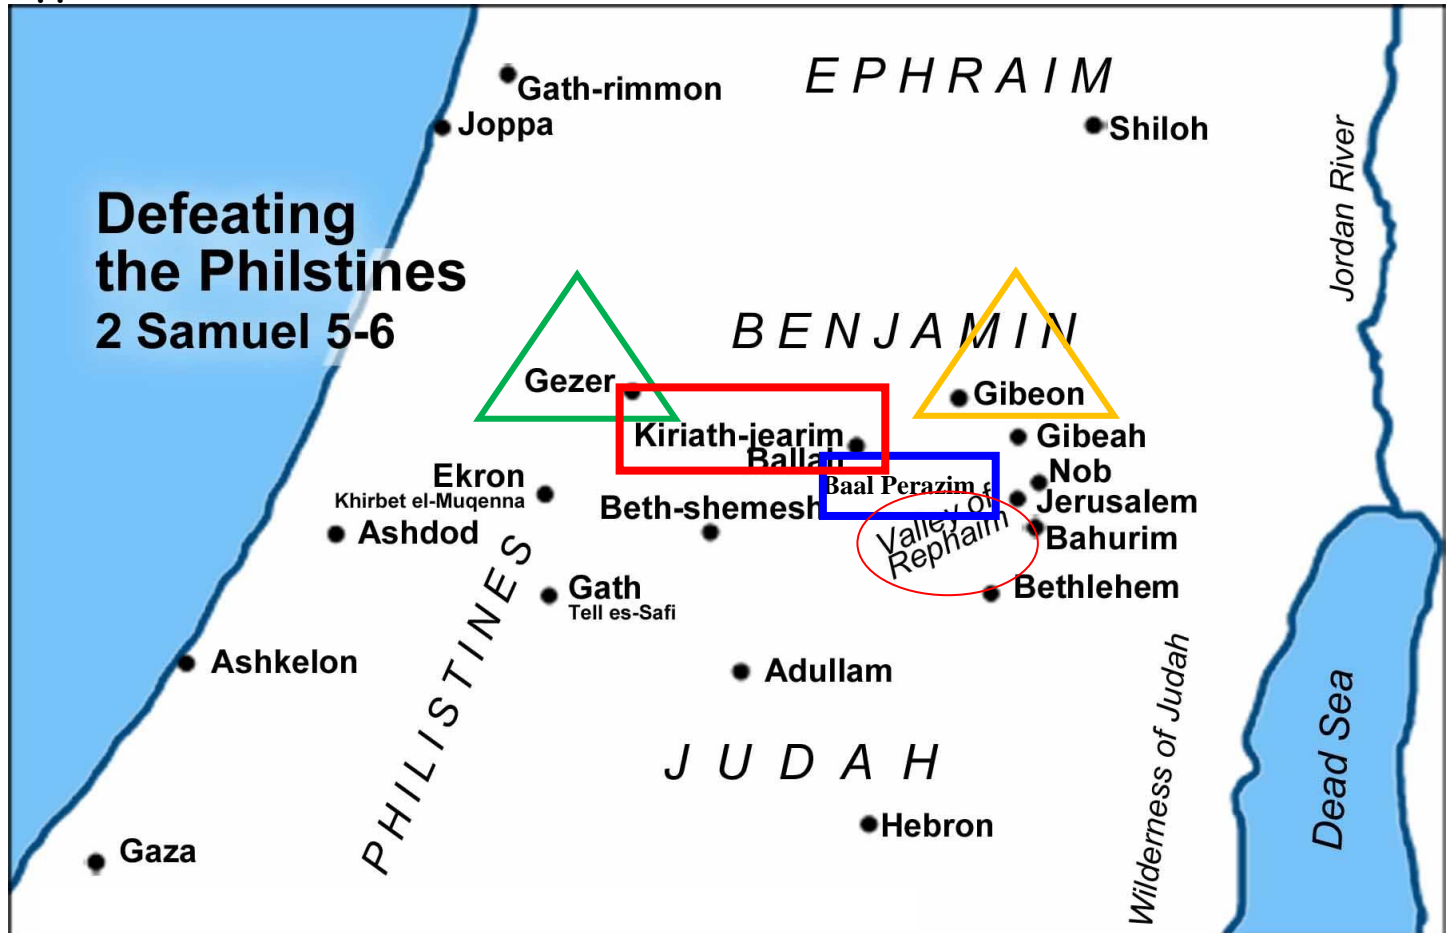 EPHRAIM
Gath-rimmon
Joppa
Shiloh
Jordan River
Defeating
the Philstines
2 Samuel 5-6
BENJAMIN
Gezer
Gibeon
Kiriath-jearim
Ballah
Gibeah
Ekron
Khirbet el-Muqenna
Nob
Baal Perazim
Jerusalem
Beth-shemesh
Valley of
Rephaim
Ashdod
Bahurim
Gath
Tell es-Safi
Bethlehem
PHILISTINES
Ashkelon
Adullam
Wilderness of Judah
Dead Sea
JUDAH
Hebron
Gaza